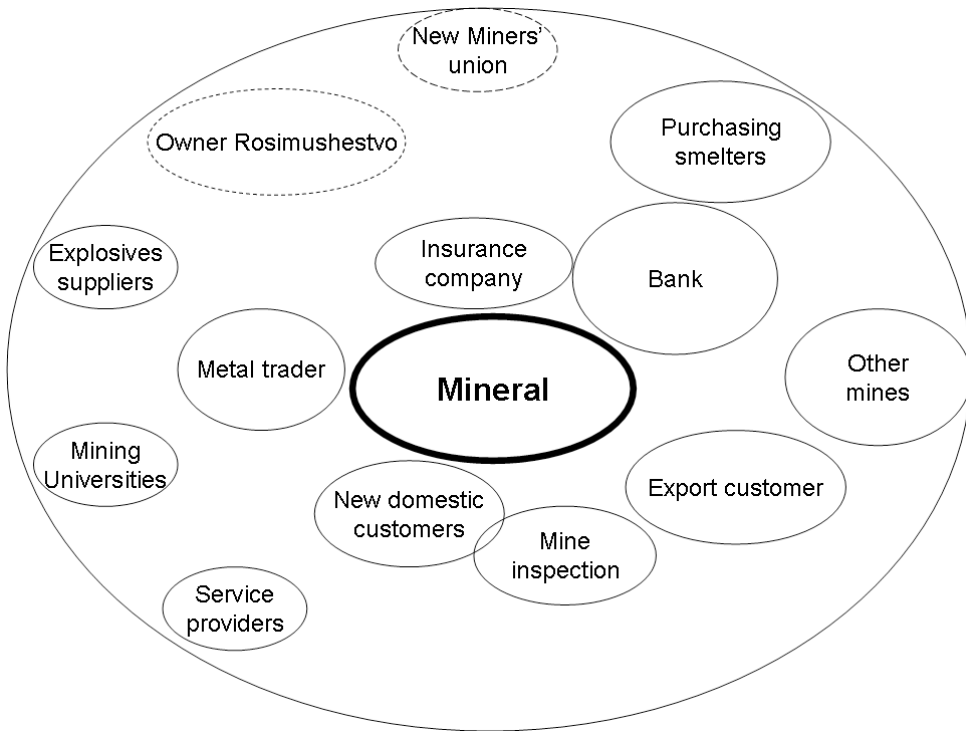 New Miners'
union
Owner Rosimushestvo
Purchasing
smelters
Explosives
suppliers
Insurance
company
Bank
Metal trader
Mineral
Other
mines
Mining
Universities
New domestic
customers
Export customer
Mine
inspection
Service
providers